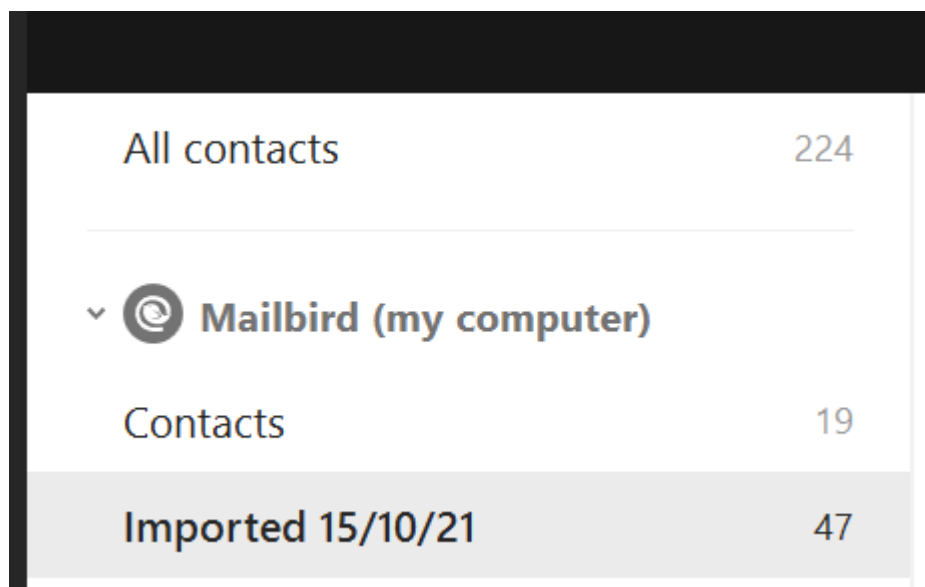 All contacts 224
Mailbird (my computer)
Contacts 19
Imported 15/10/21 47